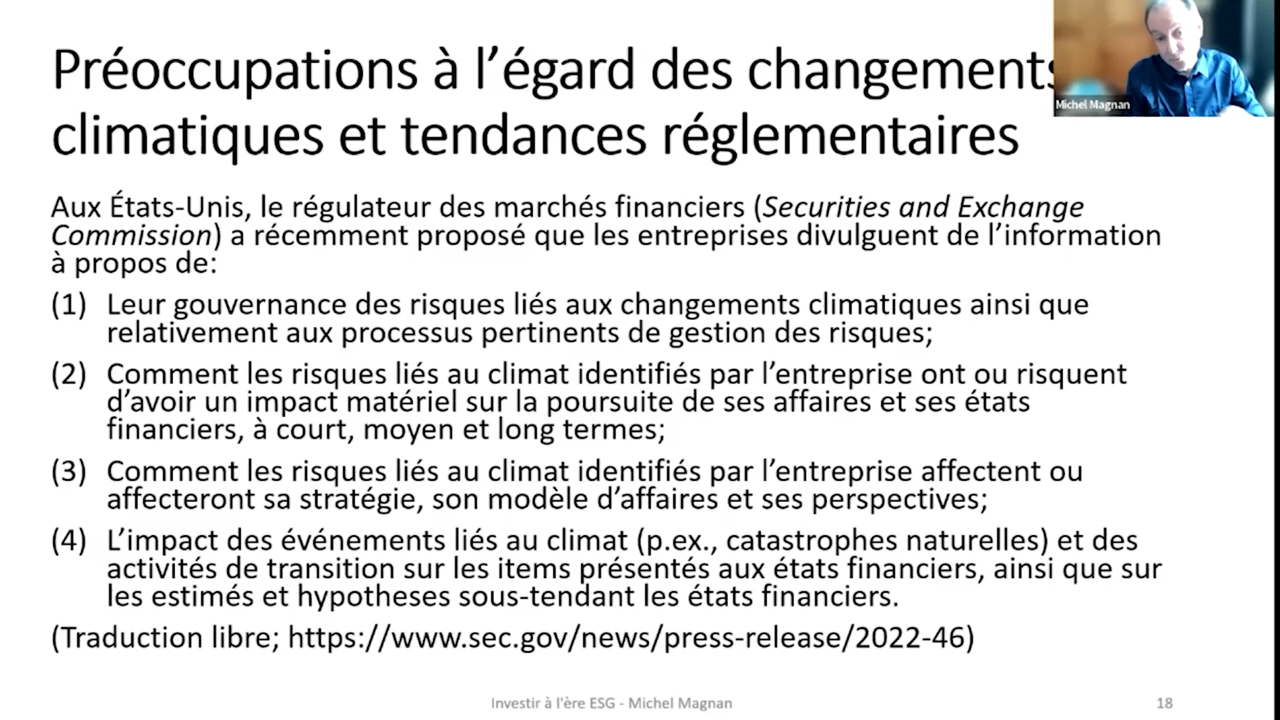 Préoccupations à l’égard des changements
climatiques et tendances réglementaires
Michel Magnan
Aux États-Unis, le régulateur des marchés financiers (Securities and Exchange
Commission) a récemment proposé que les entreprises divulguent de l’information
à propos de:
(1) Leur gouvernance des risques liés aux changements climatiques ainsi que
relativement aux processus pertinents de gestion des risques;
(2) Comment les risques liés au climat identifiés par l’entreprise ont ou risquent
d’avoir un impact matériel sur la poursuite de ses affaires et ses états
financiers, à court, moyen et long termes;
(3) Comment les risques liés au climat identifiés par l’entreprise affectent ou
affecteront sa stratégie, son modèle d’affaires et ses perspectives;
(4) L’impact des événements liés au climat (p.ex., catastrophes naturelles) et des
activités de transition sur les items présentés aux états financiers, ainsi que sur
les estimés et hypotheses sous-tendant les états financiers.
(Traduction libre; https://www.sec.gov/news/press-release/2022-46)
Investir à l'ère ESG - Michel Magnan
18